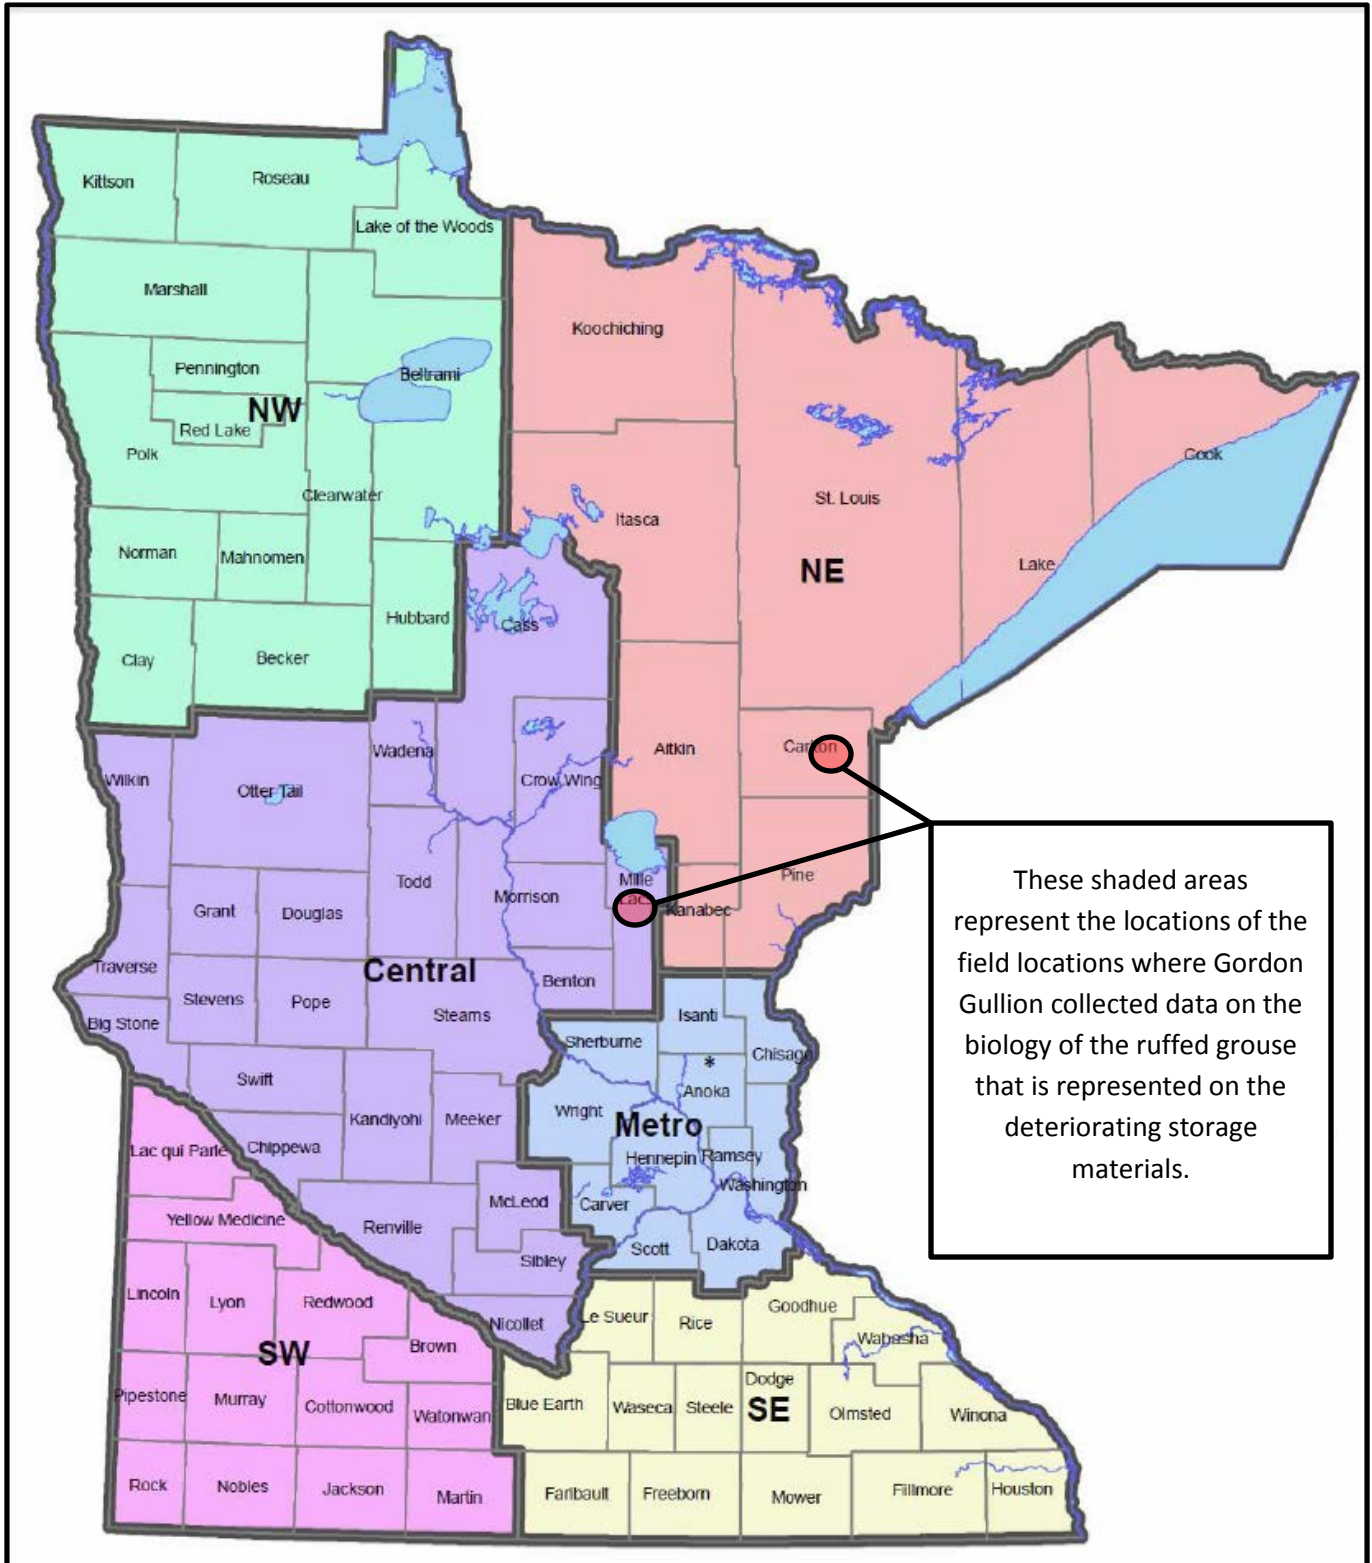 Kittson
Roseau
Lake of the Woods
Marshall
Koochiching
Pennington
Beltrami
NW
Red Lake
Polk
Cook
Clearwater
St. Louis
Itasca
Norman
Mahnomen
NE
Lake
Hubbard
Cass
Clay
Becker
Wadena
Aitkin
Carlton
Wilkin
Otter Tail
Crow Wing
Todd
Mille
Lacs
Pine
Morrison
Grant
Douglas
Kanabec
These shaded areas
represent the locations of the
field locations where Gordon
Gullion collected data on the
biology of the ruffed grouse
that is represented on the
deteriorating storage
materials.
Traverse
Central
Benton
Stevens
Pope
Stearns
Isanti
Big Stone
Sherburne
Chisago
*
Swift
Anoka
Wright
Kandiyohi
Meeker
Metro
Lac qui Parle
Chippewa
Hennepin
Ramsey
Washington
McLeod
Carver
Yellow Medicine
Renville
Scott
Dakota
Sibley
Lincoln
Lyon
Redwood
Goodhue
Nicollet
Le Sueur
Rice
Wabasha
Brown
SW
Dodge
Pipestone
Murray
Cottonwood
Watonwan
Blue Earth
Waseca
Steele
SE
Olmsted
Winona
Rock
Nobles
Jackson
Martin
Faribault
Freeborn
Mower
Fillmore
Houston